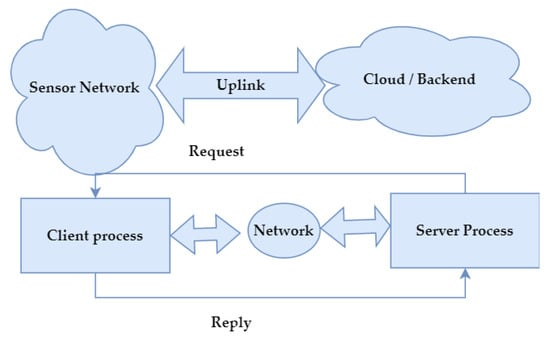 Sensor Network
Uplink
Cloud / Backend
Request
Client process
Network
Server Process
Reply